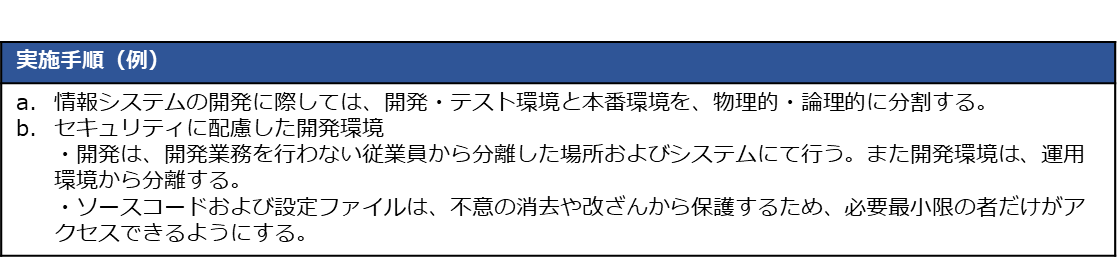 実施手順（例）
a. 情報システムの開発に際しては、開発・テスト環境と本番環境を、物理的・論理的に分割する。
b. セキュリティに配慮した開発環境
・開発は、開発業務を行わない従業員から分離した場所およびシステムにて行う。また開発環境は、運用
環境から分離する。
・ソースコードおよび設定ファイルは、不意の消去や改ざんから保護するため、必要最小限の者だけがア
クセスできるようにする。